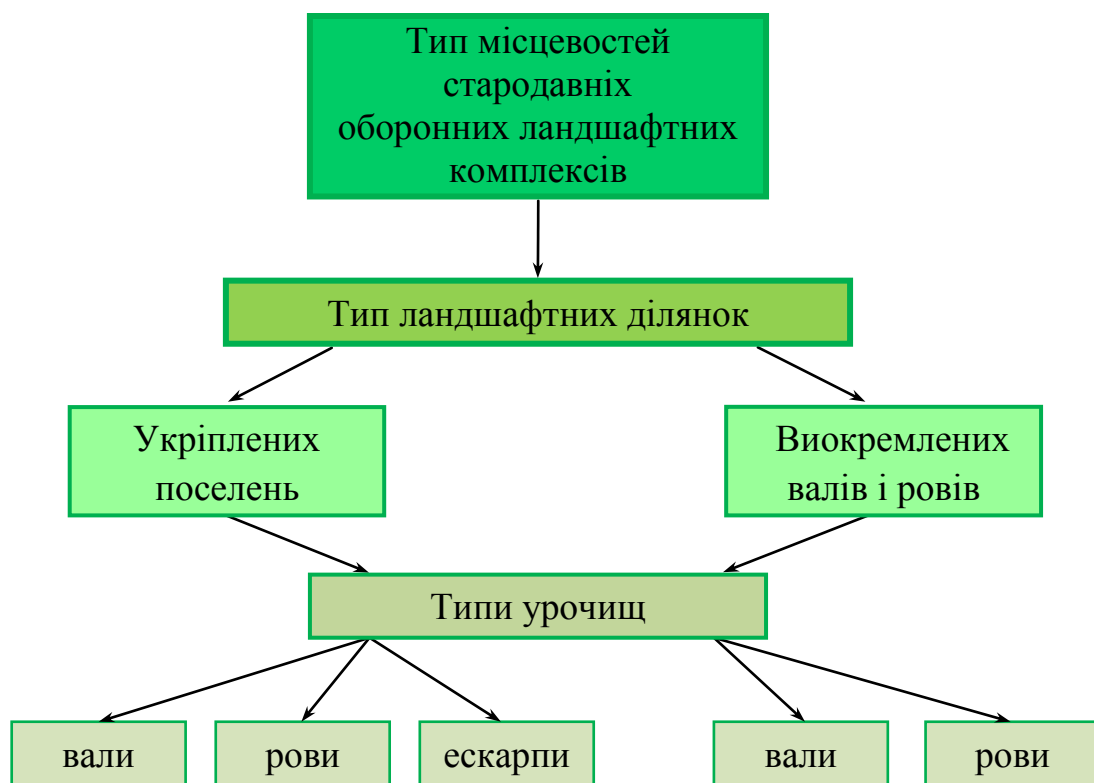 Тип місцевостей
стародавніх
оборонних ландшафтних
комплексів
Тип ландшафтних ділянок
Укріплених
поселень
Виокремлених
валів і ровів
Типи урочищ
вали
рови
ескарпи
вали
рови